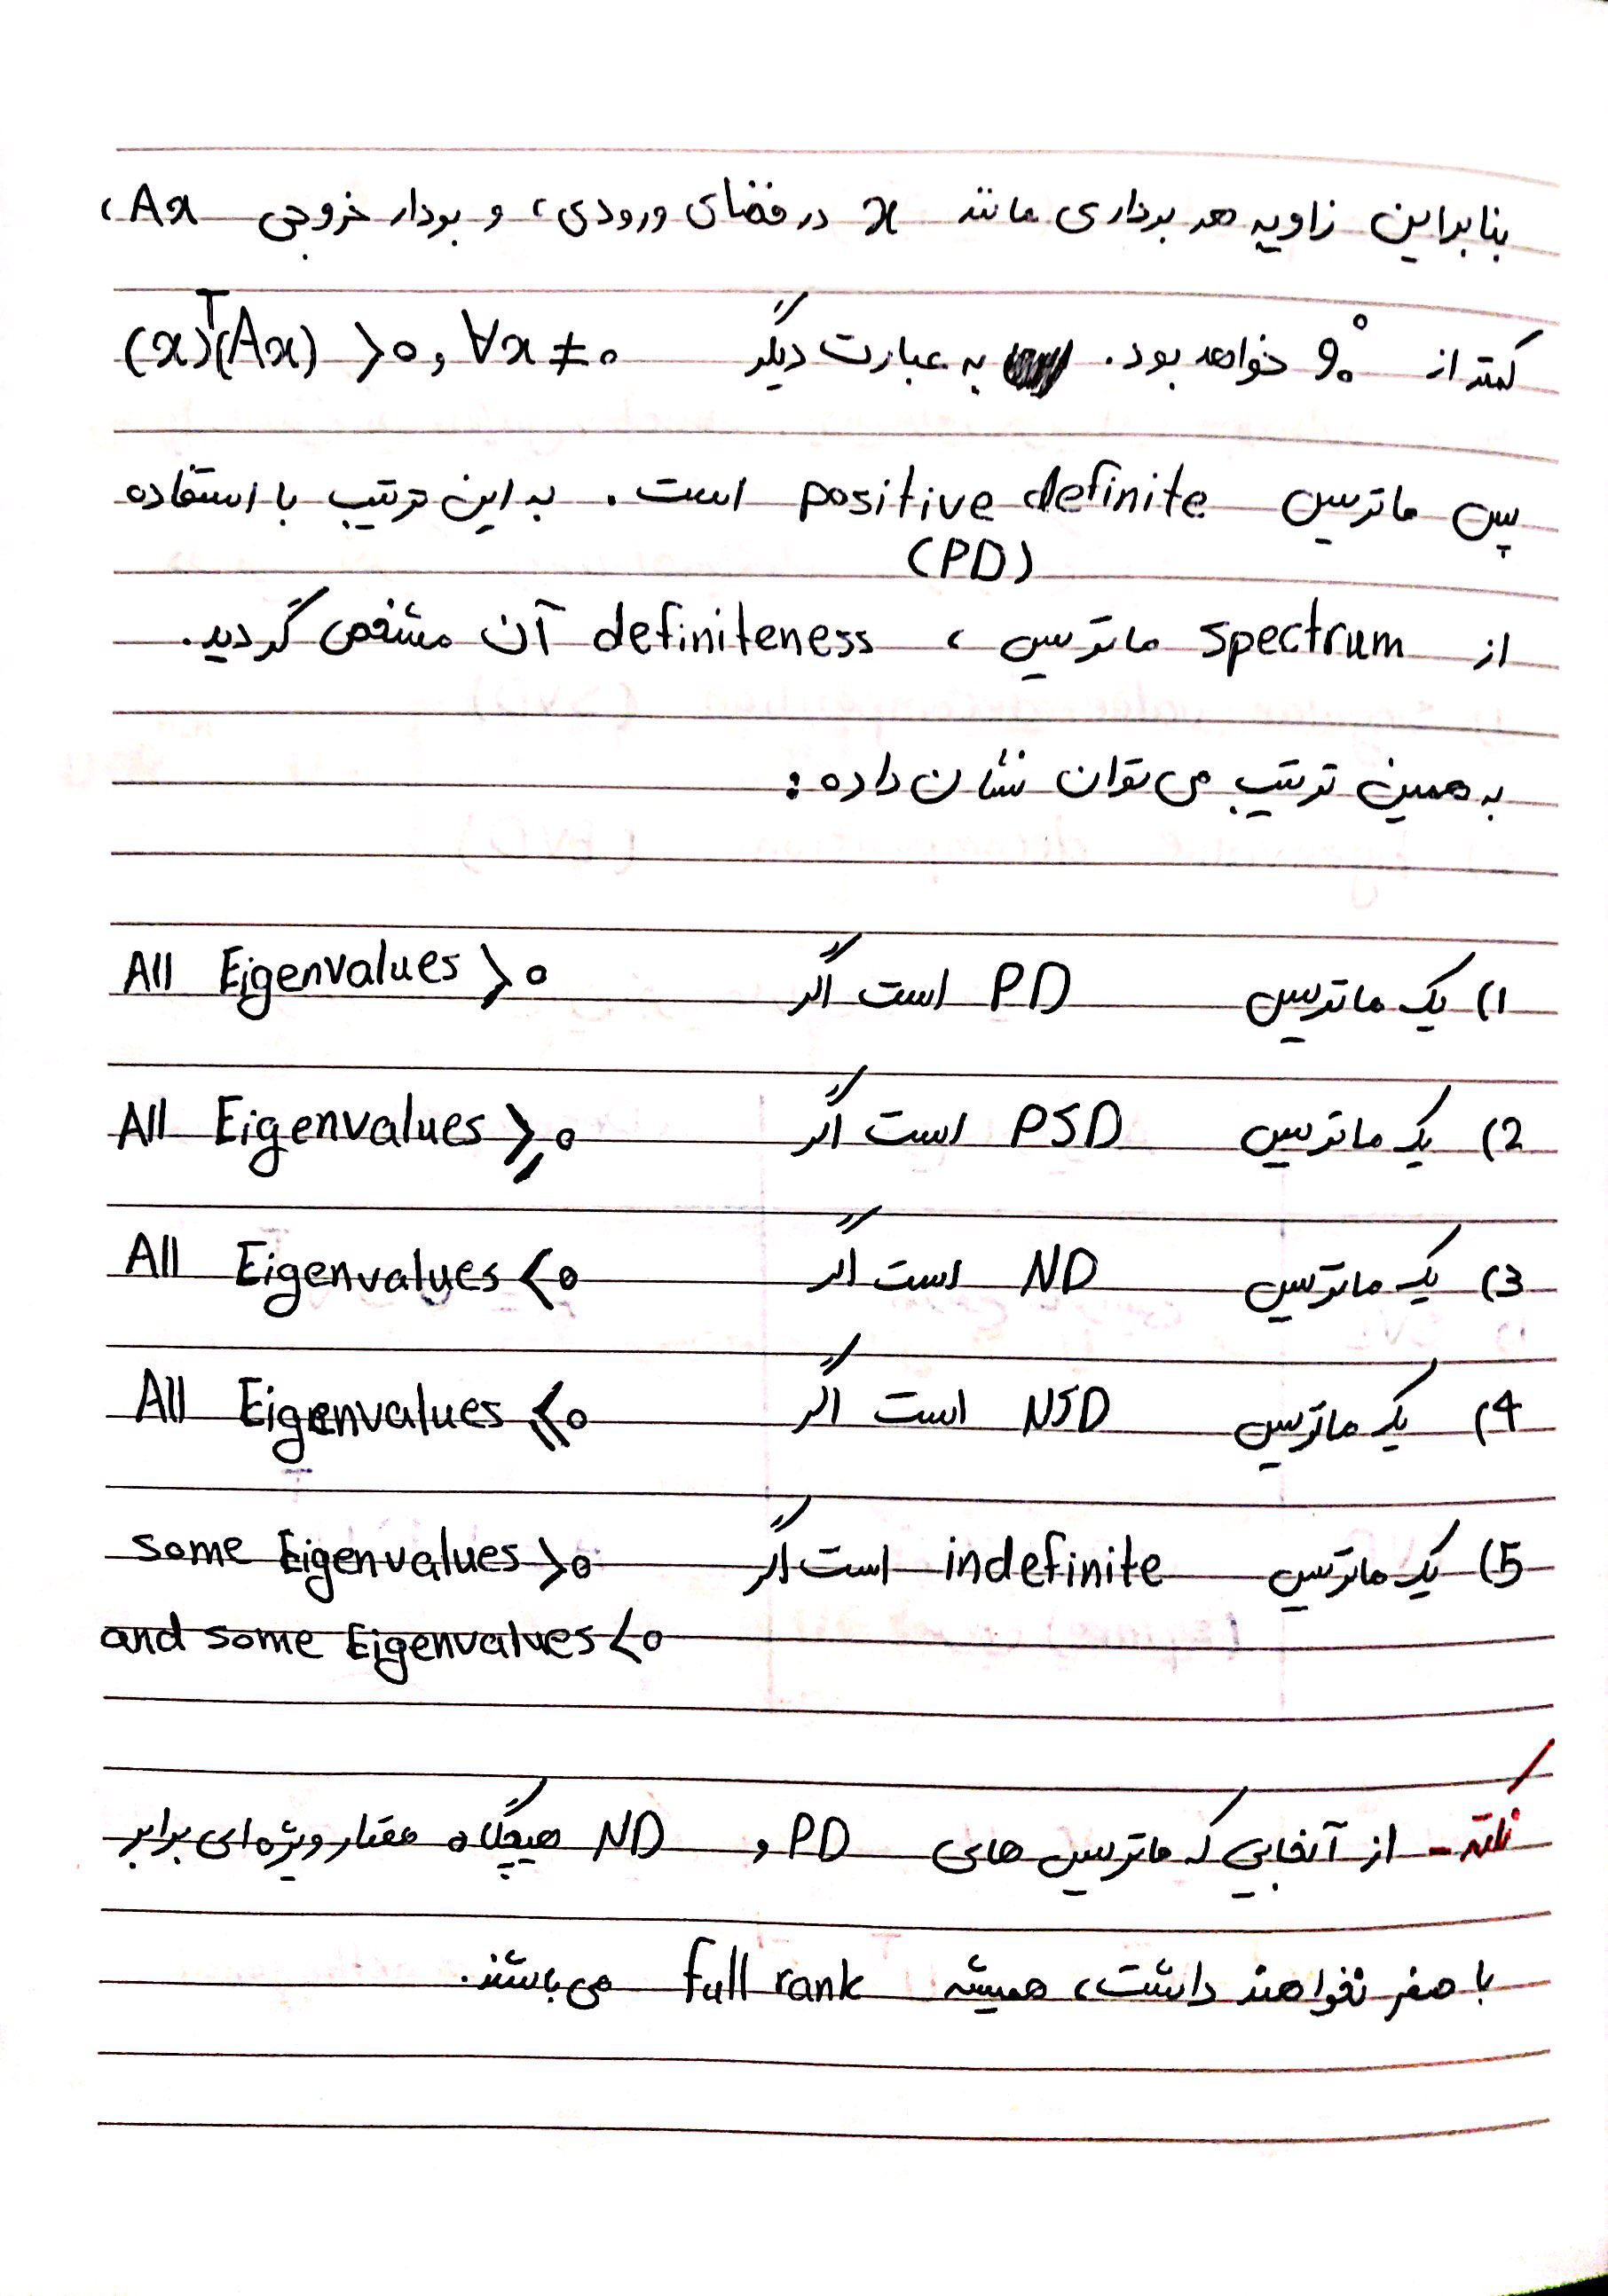 بنابراین زاویه هر برداری مانند x در فضای ورودی، و بردار خروجی Ax،
کمتر از 90° خواهد بود. به عبارت دیگر (x)ᵀ(Ax) > 0, ∀x ≠ 0
پس ماتریس positive definite است. به این ترتیب با استفاده
(PD)
از spectrum ماتریس، definiteness آن مشخص گردید.
به همین ترتیب می توان نشان داده:
1) یک ماتریس PD است اگر All Eigenvalues > 0
2) یک ماتریس PSD است اگر All Eigenvalues ≥ 0
3) یک ماتریس ND است اگر All Eigenvalues < 0
4) یک ماتریس NSD است اگر All Eigenvalues ≤ 0
5) یک ماتریس indefinite است اگر some Eigenvalues > 0
and some Eigenvalues < 0
نکته - از آنجایی که ماتریس های PD و ND هیچگاه مقدار ویژه ای برابر
با صفر نخواهند داشت، همیشه full rank می باشند.